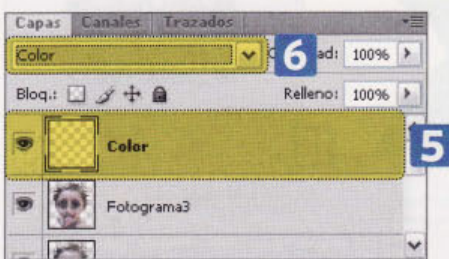 Capas Canales Trazados
Color 6 ad: 100%
Bloq.: Relleno: 100%
Color 5
Fotograma3